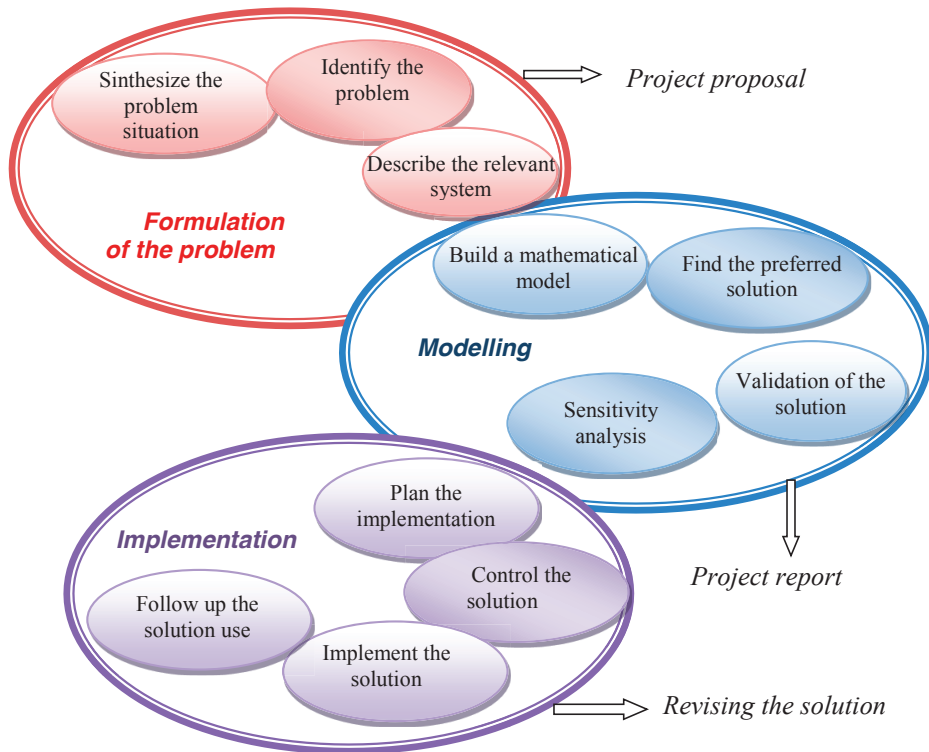 Sinthesize the
problem
situation
Identify the
problem
Project proposal
Describe the relevant
system
Formulation
of the problem
Build a mathematical
model
Find the preferred
solution
Modelling
Validation of the
solution
Sensitivity
analysis
Plan the
implementation
Implementation
Project report
Control the
solution
Follow up the
solution use
Implement the
solution
Revising the solution